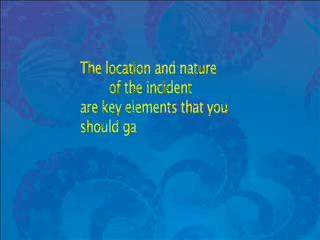 The location and nature
of the incident
are key elements that you
should ga